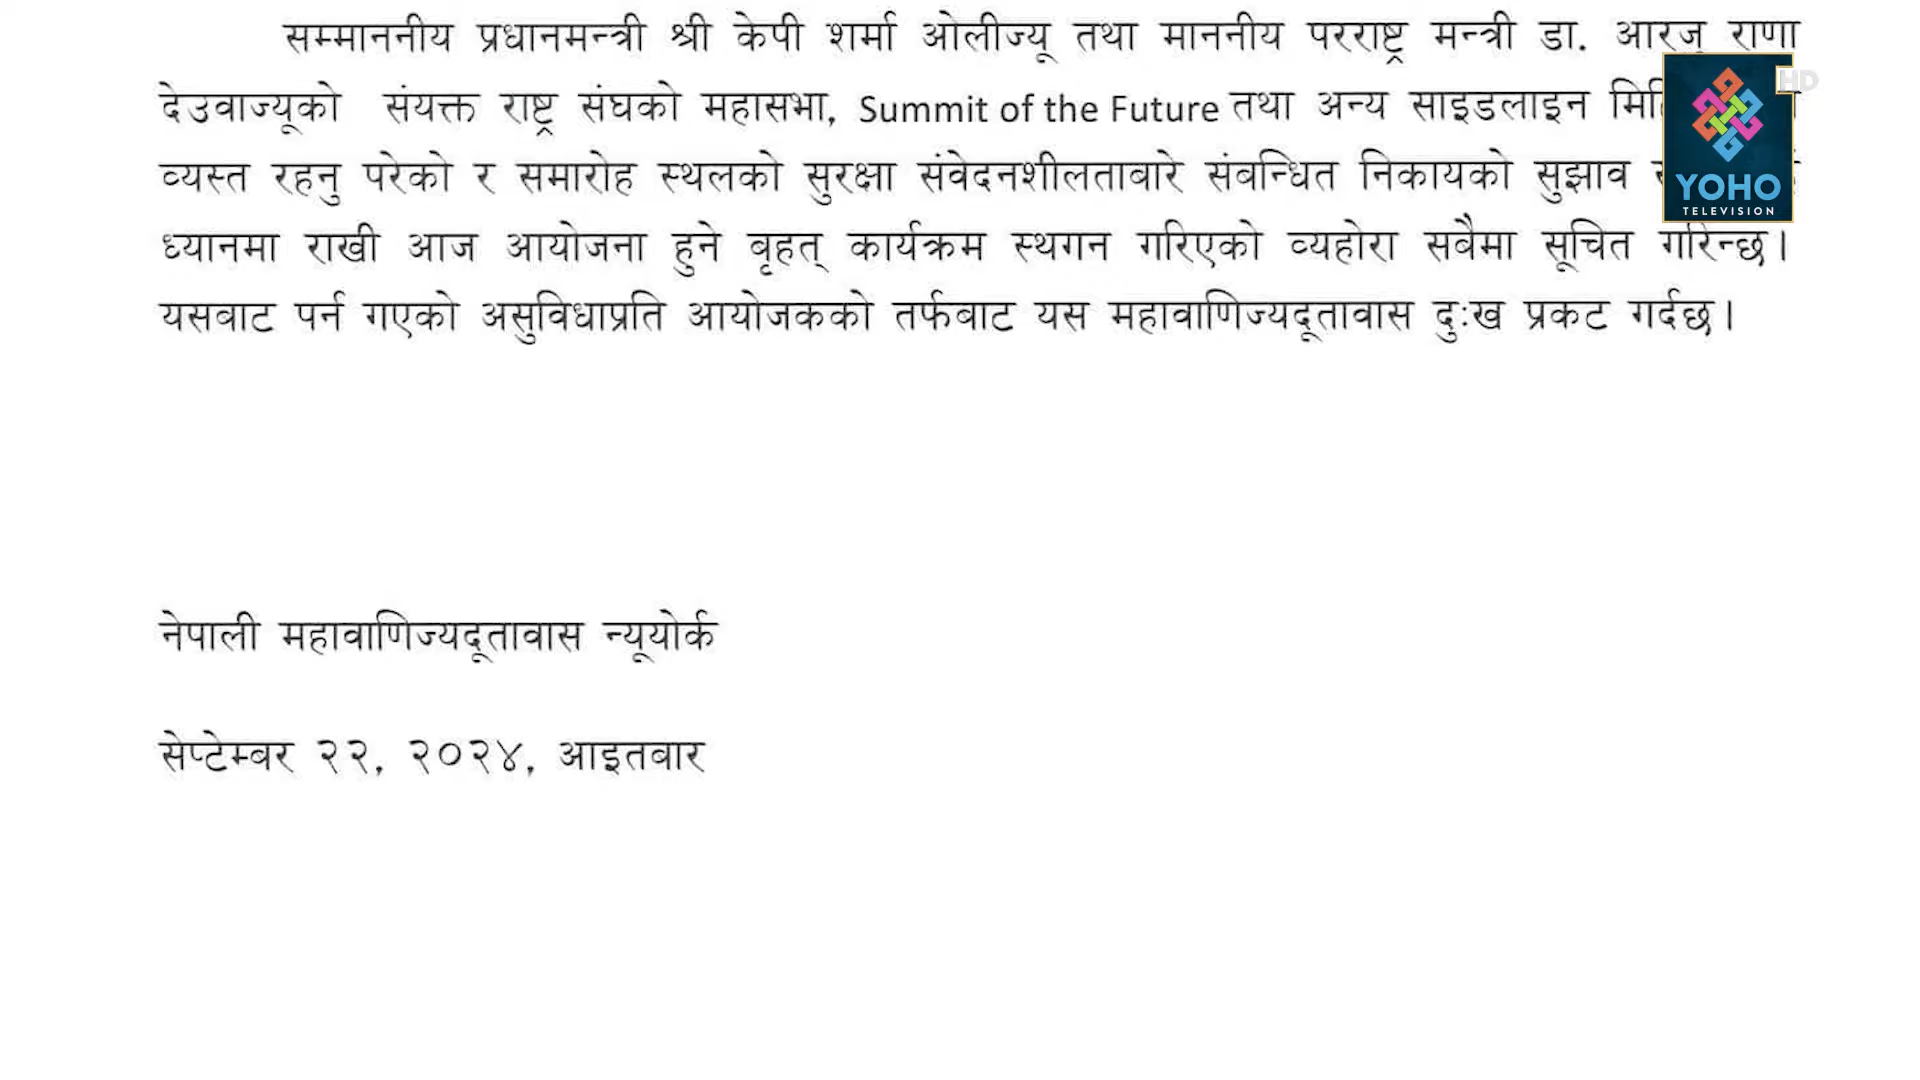 सम्माननीय प्रधानमन्त्री श्री केपी शर्मा ओलीज्यू तथा माननीय परराष्ट्र मन्त्री डा. आरजु राणा
देउवाज्यूको संयक्त राष्ट्र संघको महासभा, Summit of the Future तथा अन्य साइडलाइन
व्यस्त रहनु परेको र समारोह स्थलको सुरक्षा संवेदनशीलताबारे संबन्धित निकायको सुझाव
ध्यानमा राखी आज आयोजना हुने बृहत् कार्यक्रम स्थगन गरिएको व्यहोरा सबैमा सूचित गरिन्छ।
यसबाट पर्न गएको असुविधाप्रति आयोजकको तर्फबाट यस महावाणिज्यदूतावास दुःख प्रकट गर्दछ।
नेपाली महावाणिज्यदूतावास न्यूयोर्क
सेप्टेम्बर २२, २०२४, आइतबार
HD
YOHO
TELEVISION